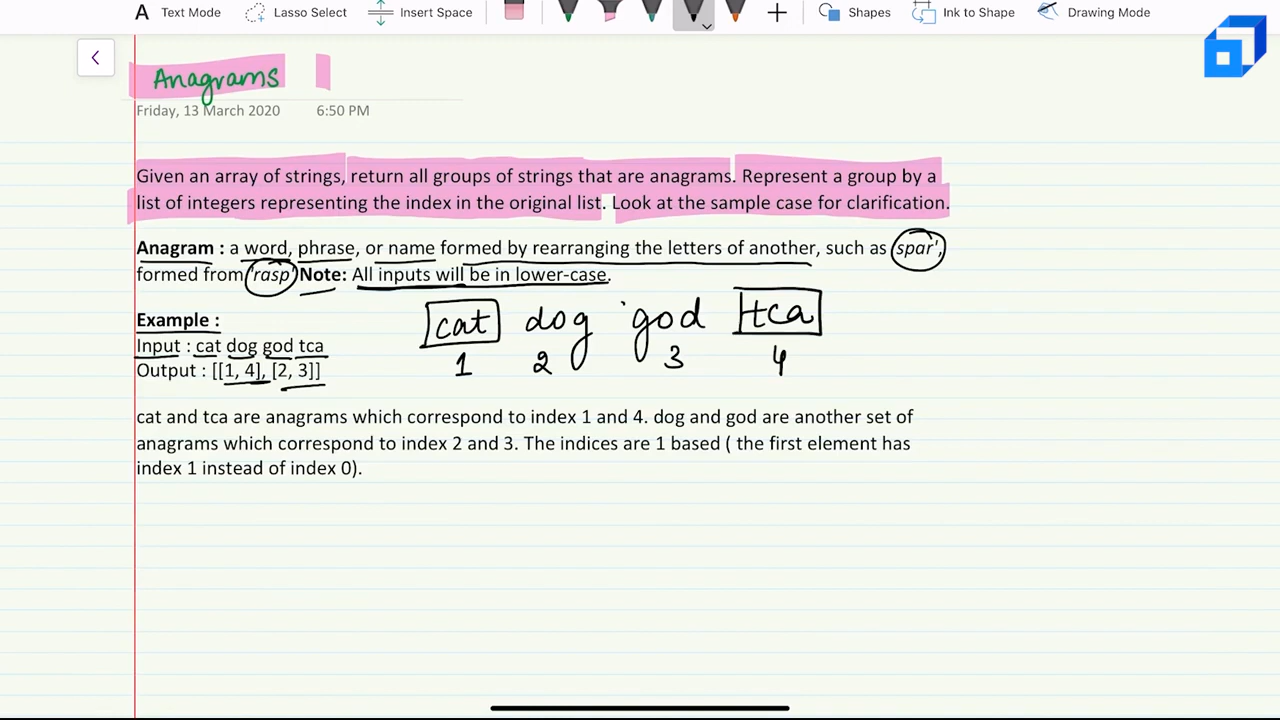 A Text Mode Lasso Select Insert Space Shapes Ink to Shape Drawing Mode
Anagrams
Friday, 13 March 2020 6:50 PM
Given an array of strings, return all groups of strings that are anagrams. Represent a group by a
list of integers representing the index in the original list. Look at the sample case for clarification.
Anagram : a word, phrase, or name formed by rearranging the letters of another, such as 'spar',
formed from 'rasp' Note: All inputs will be in lower-case.
cat dog god tca
1 2 3 4
Example :
Input : cat dog god tca
Output : [[1, 4], [2, 3]]
cat and tca are anagrams which correspond to index 1 and 4. dog and god are another set of
anagrams which correspond to index 2 and 3. The indices are 1 based ( the first element has
index 1 instead of index 0).